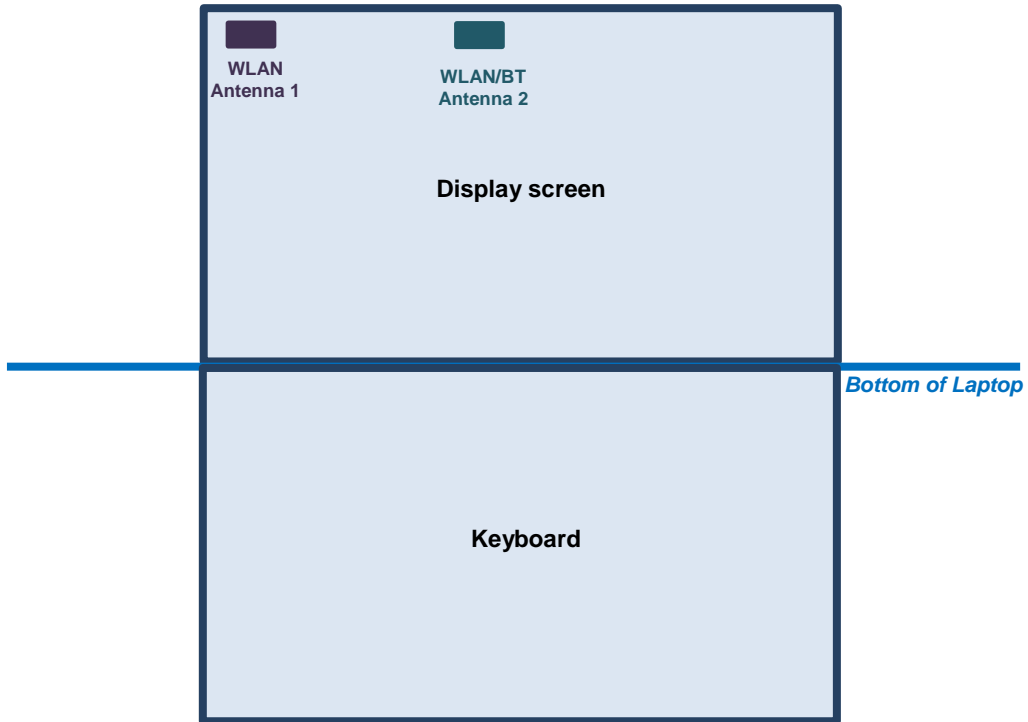 WLAN
Antenna 1
WLAN/BT
Antenna 2
Display screen
Bottom of Laptop
Keyboard